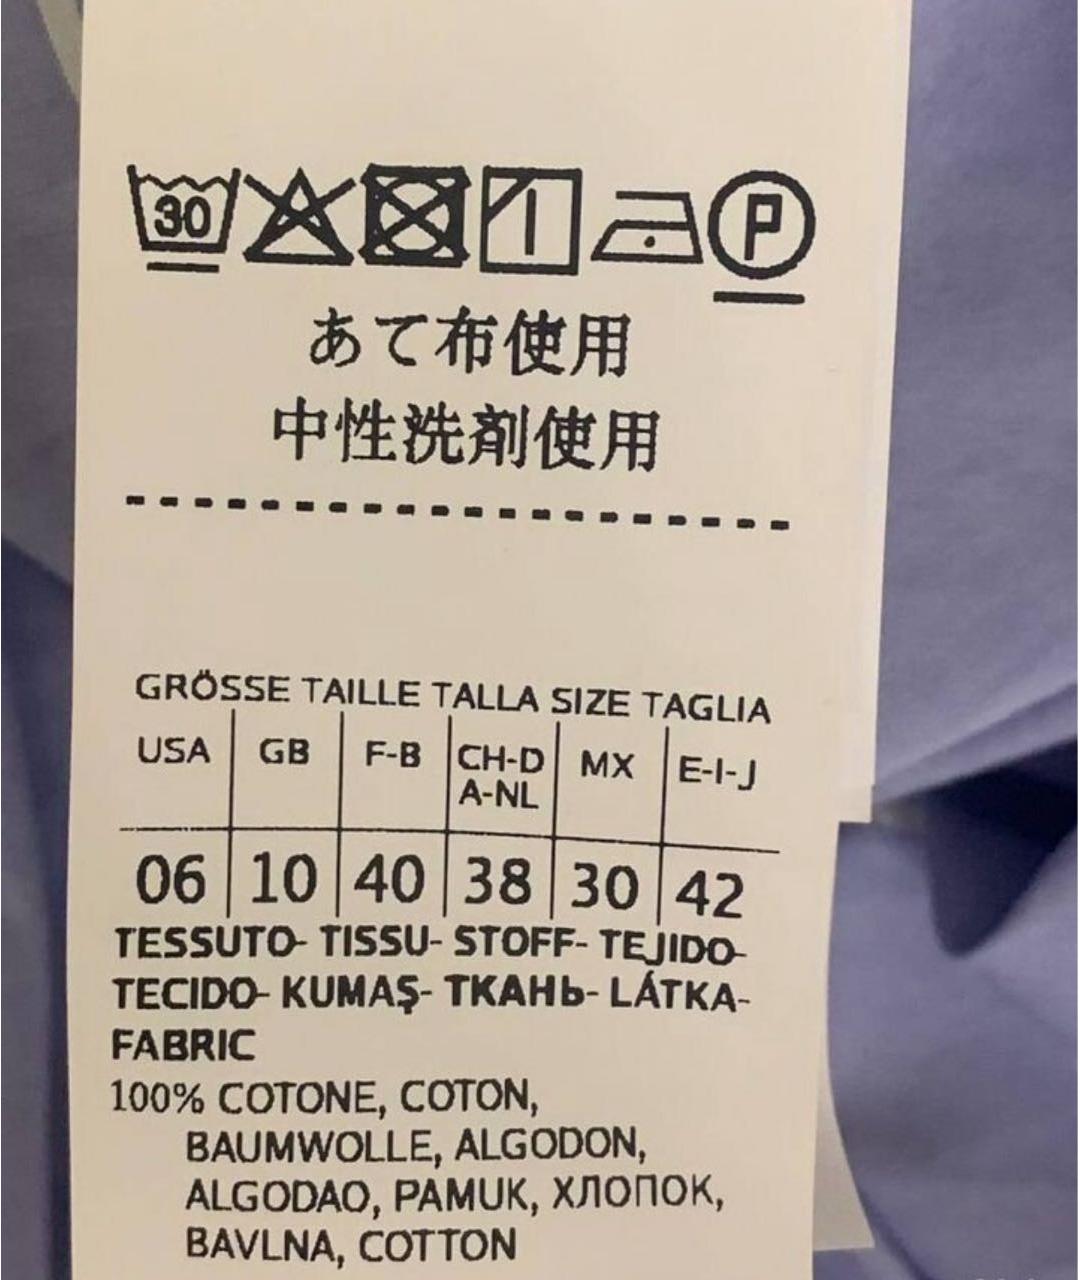 30 P
あて布使用
中性洗剤使用
GRÖSSE TAILLE TALLA SIZE TAGLIA
USA GB F-B CH-D A-NL MX E-I-J
06 10 40 38 30 42
TESSUTO- TISSU- STOFF- TEJIDO-
TECIDO- KUMAŞ- ТКАНЬ- LÁTKA-
FABRIC
100% COTONE, COTON,
BAUMWOLLE, ALGODON,
ALGODAO, PAMUK, ХЛОПОК,
BAVLNA, COTTON